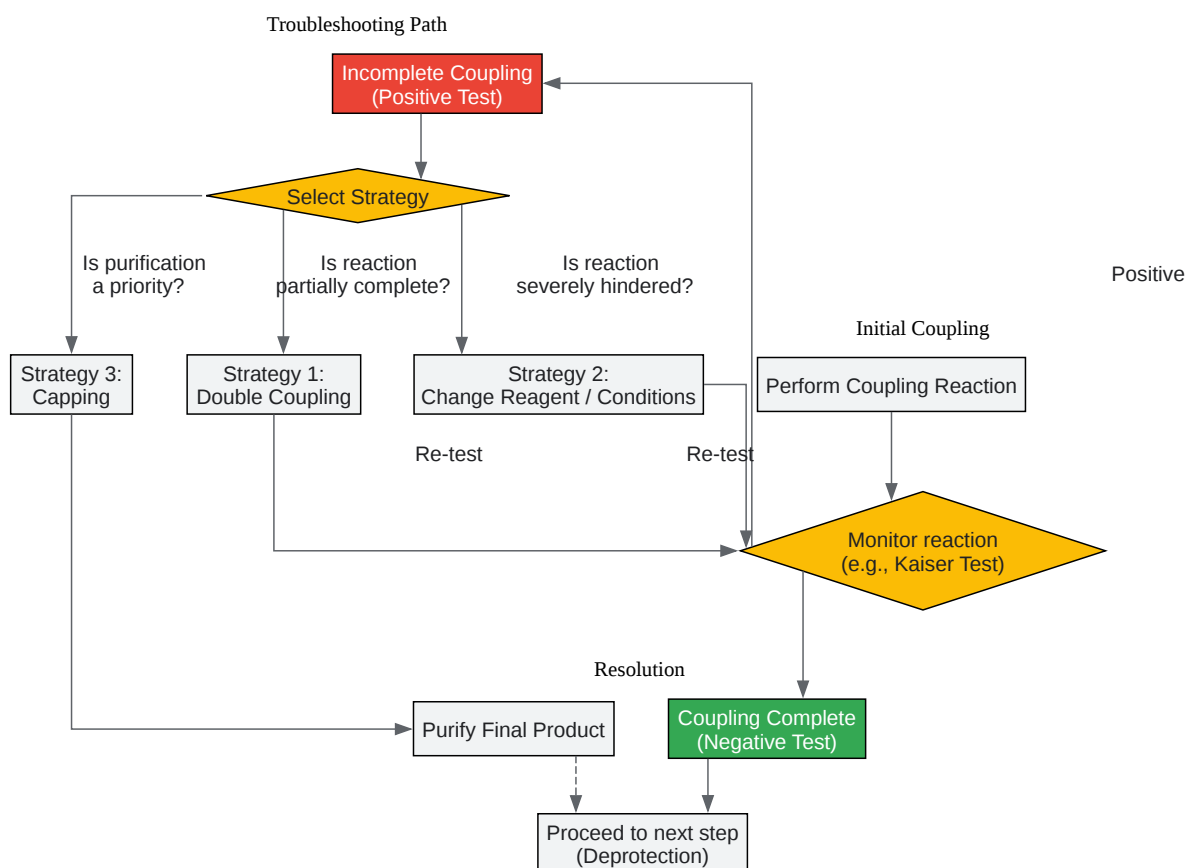 Troubleshooting Path
Incomplete Coupling
(Positive Test)
Select Strategy
Is purification
a priority?
Is reaction
partially complete?
Is reaction
severely hindered?
Positive
Initial Coupling
Strategy 3:
Capping
Strategy 1:
Double Coupling
Strategy 2:
Change Reagent / Conditions
Perform Coupling Reaction
Re-test
Re-test
Monitor reaction
(e.g., Kaiser Test)
Resolution
Purify Final Product
Coupling Complete
(Negative Test)
Proceed to next step
(Deprotection)